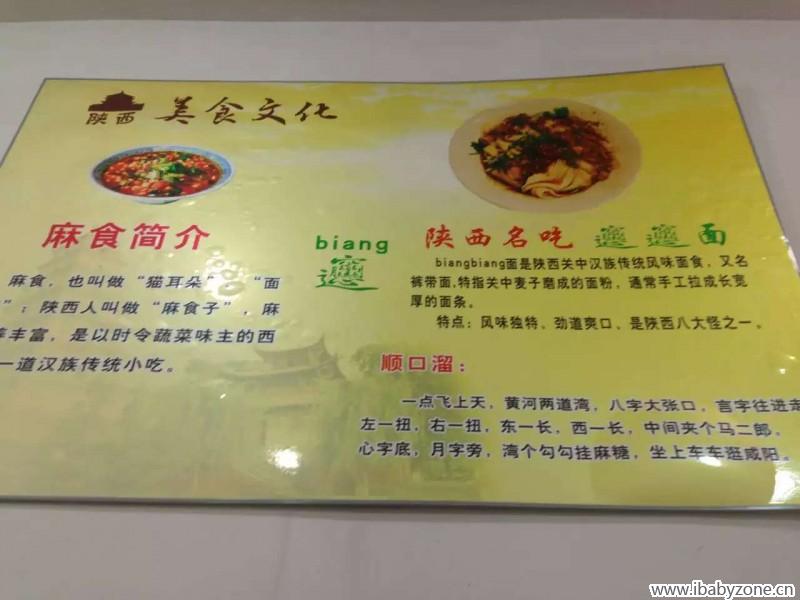 陕西 美食文化
麻食简介
麻食，也叫做“猫耳朵”、“面
”；陕西人叫做“麻食子”，麻
丰富，是以时令蔬菜味主的西
一道汉族传统小吃。
biang
𰻞
陕西名吃 𰻞𰻞面
biangbiang面是陕西关中汉族传统风味面食，又名
裤带面,特指关中麦子磨成的面粉，通常手工拉成长宽
厚的面条。
特点：风味独特、劲道爽口、是陕西八大怪之一。
顺口溜：
一点飞上天，黄河两道湾，八字大张口，言字往进走
左一扭，右一扭，东一长，西一长，中间夹个马二郎。
心字底，月字旁，湾个勾勾挂麻糖，坐上车车逛咸阳。
www.ibabyzone.cn